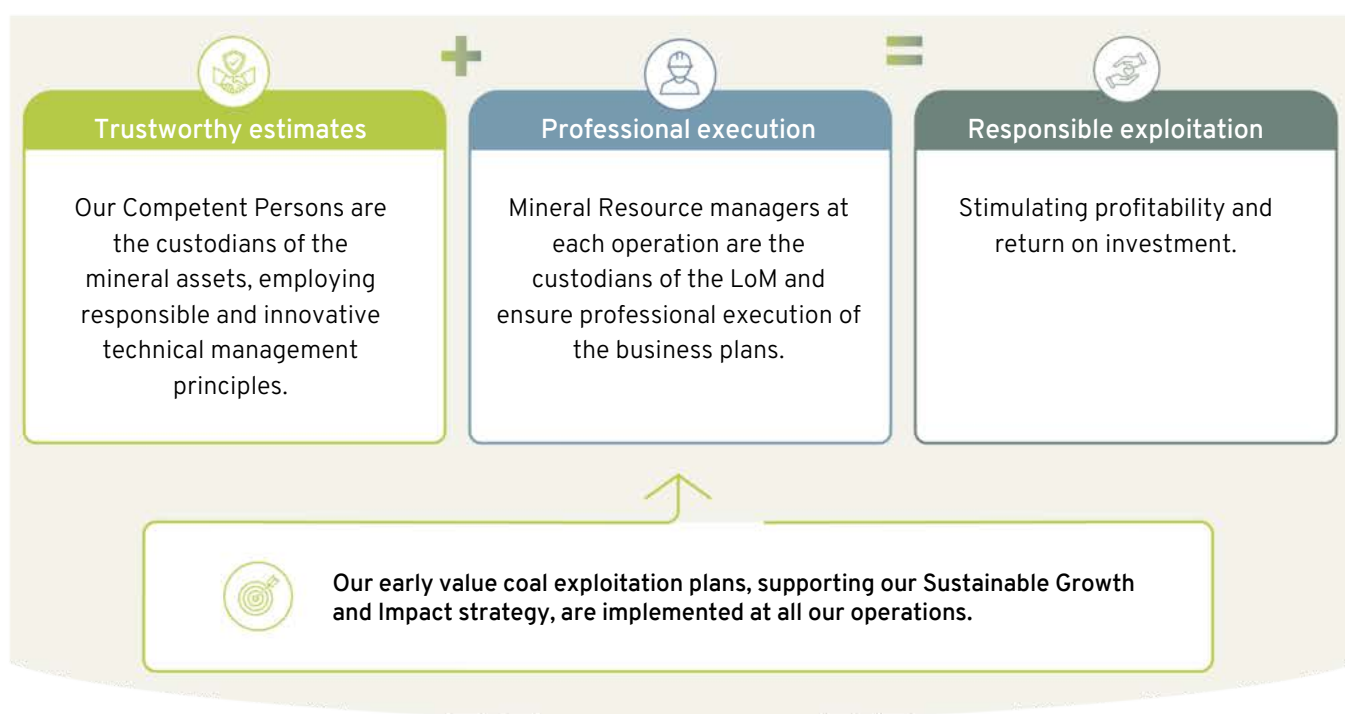 +
=
Trustworthy estimates
Our Competent Persons are
the custodians of the
mineral assets, employing
responsible and innovative
technical management
principles.
Professional execution
Mineral Resource managers at
each operation are the
custodians of the LoM and
ensure professional execution of
the business plans.
Responsible exploitation
Stimulating profitability and
return on investment.
Our early value coal exploitation plans, supporting our Sustainable Growth
and Impact strategy, are implemented at all our operations.